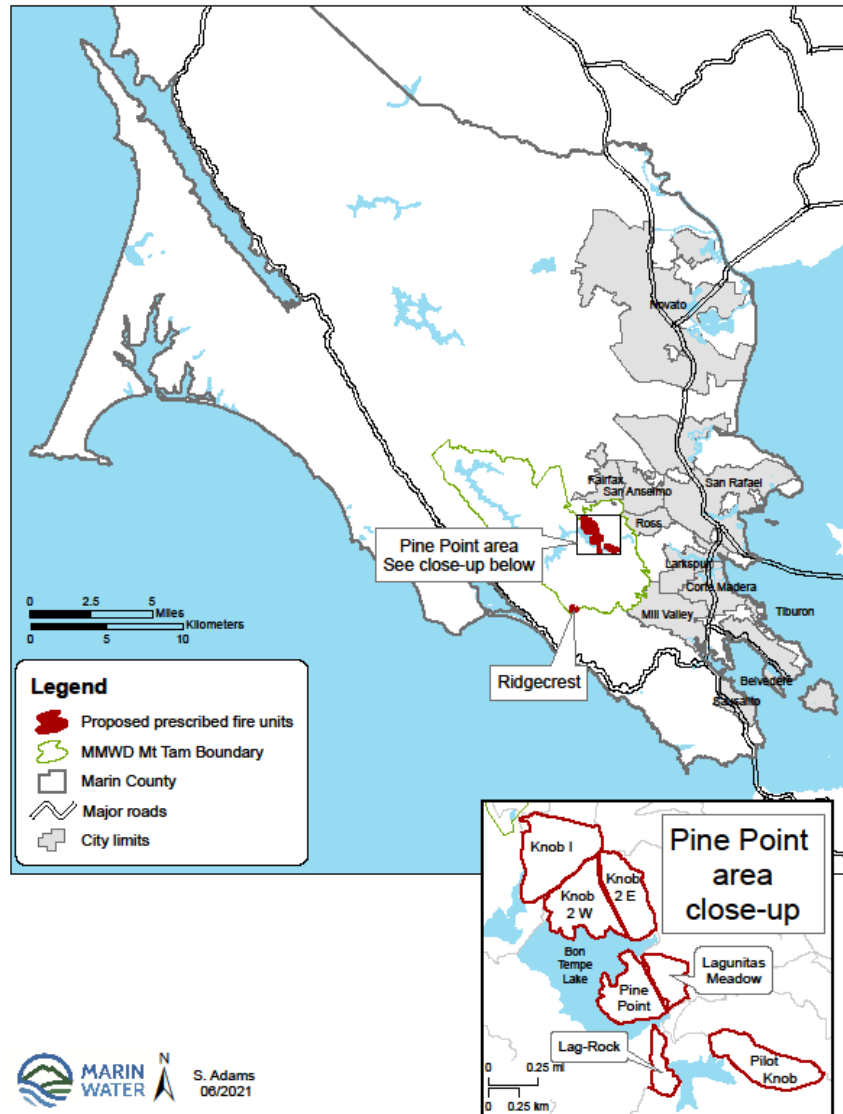 Novato
Fairfax
San Anselmo
San Rafael
Ross
Pine Point area
See close-up below
Larkspur
Corte Madera
Mill Valley
Tiburon
Ridgecrest
Belvedere
Sausalito
0 2.5 5
Miles
Kilometers
0 5 10
Legend
Proposed prescribed fire units
MMWD Mt Tam Boundary
Marin County
Major roads
City limits
Pine Point
area
close-up
Knob I
Knob
2 E
Knob
2 W
Bon
Tempe
Lake
Lagunitas
Meadow
Pine
Point
Lag-Rock
Pilot
Knob
0 0.25 mi
0 0.25 km
MARIN
WATER
N
S. Adams
06/2021